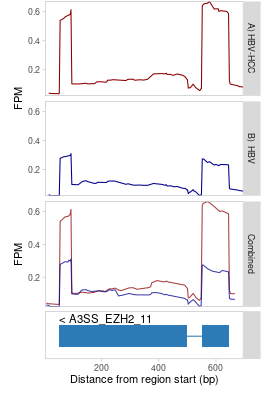 0.6
0.4
0.2
FPM
A) HBV-HCC
0.6
0.4
0.2
B) HBV
0.6
0.4
0.2
FPM
Combined
< A3SS_EZH2_11
200 400 600
Distance from region start (bp)